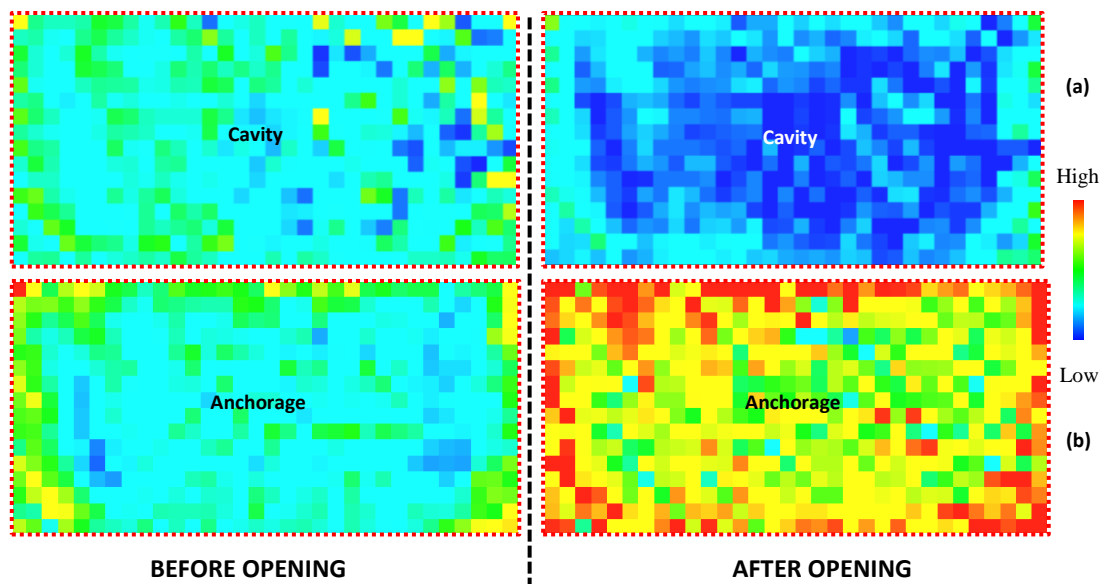 (a)
Cavity
Cavity
High
Low
Anchorage
Anchorage
(b)
BEFORE OPENING
AFTER OPENING